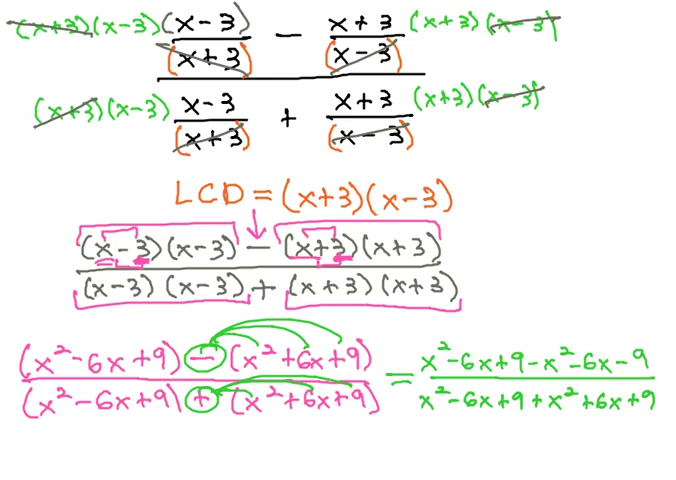 (x+3)(x-3)(x-3) - x+3 (x+3)(x-3)
(x+3) (x-3)
(x+3)(x-3) x-3 + x+3 (x+3)(x-3)
(x+3) (x-3)
LCD = (x+3)(x-3)
(x-3)(x-3) - (x+3)(x+3)
(x-3)(x-3) + (x+3)(x+3)
(x²-6x+9) - (x²+6x+9) = x²-6x+9-x²-6x-9
(x²-6x+9) + (x²+6x+9) x²-6x+9+x²+6x+9